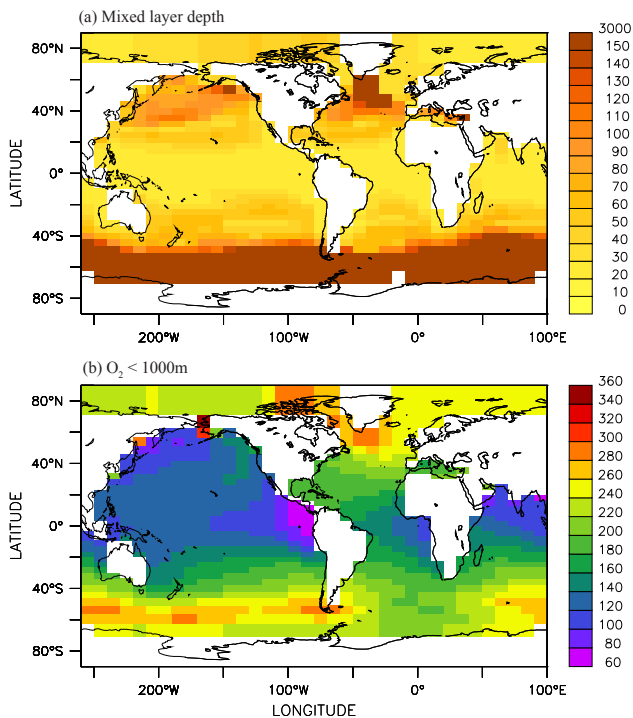 (a) Mixed layer depth
80°N
40°N
0°
40°S
80°S
LATITUDE
200°W
100°W
0°
100°E
3000
150
140
130
120
110
100
90
80
70
60
50
40
30
20
10
0
(b) O₂ < 1000m
80°N
40°N
0°
40°S
80°S
LATITUDE
200°W
100°W
0°
100°E
LONGITUDE
360
340
320
300
280
260
240
220
200
180
160
140
120
100
80
60